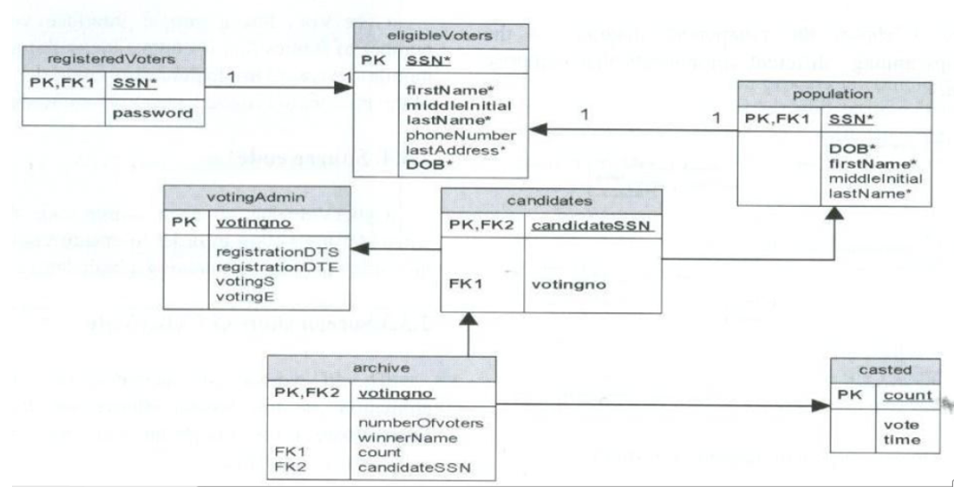 eligibleVoters
PK SSN*
firstName*
middleInitial
lastName*
phoneNumber
lastAddress*
DOB*
registeredVoters
PK,FK1 SSN*
password
1
1 1
population
PK,FK1 SSN*
DOB*
firstName*
middleInitial
lastName*
votingAdmin
PK votingno
registrationDTS
registrationDTE
votingS
votingE
candidates
PK,FK2 candidateSSN
FK1 votingno
archive
PK,FK2 votingno
numberOfvoters
winnerName
FK1 count
FK2 candidateSSN
casted
PK count
vote
time